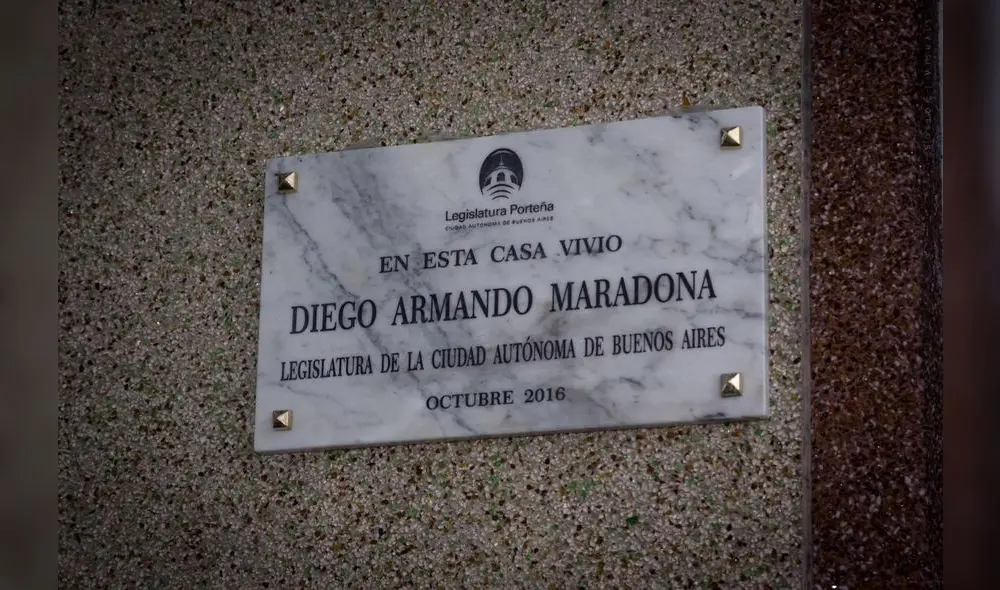 Legislatura Porteña
CIUDAD AUTÓNOMA DE BUENOS AIRES
EN ESTA CASA VIVIO
DIEGO ARMANDO MARADONA
LEGISLATURA DE LA CIUDAD AUTÓNOMA DE BUENOS AIRES
OCTUBRE 2016